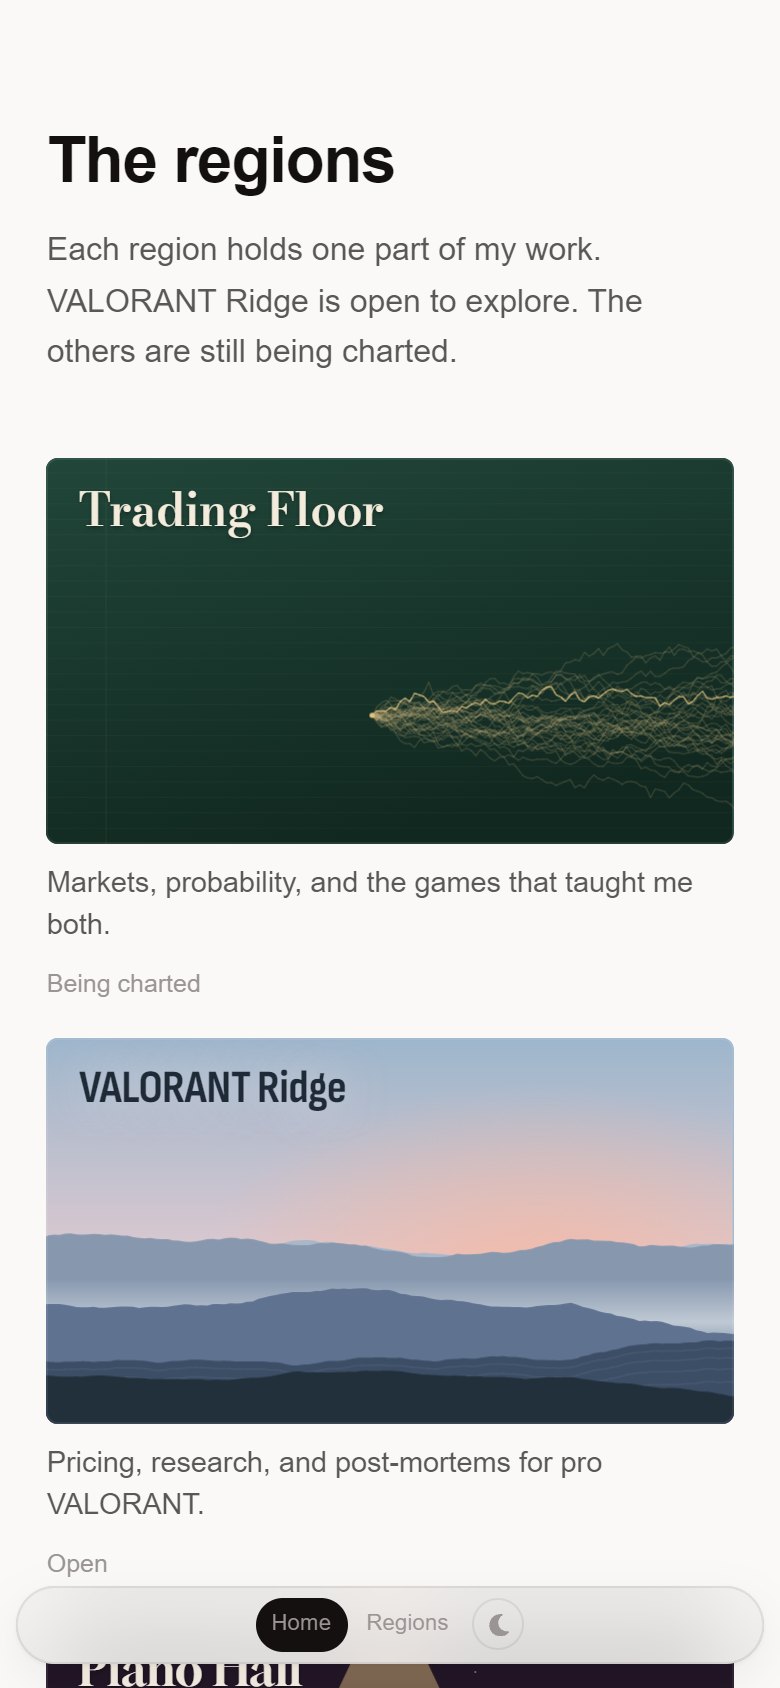 The regions
Each region holds one part of my work.
VALORANT Ridge is open to explore. The
others are still being charted.
Trading Floor
Markets, probability, and the games that taught me
both.
Being charted
VALORANT Ridge
Pricing, research, and post-mortems for pro
VALORANT.
Open
Home
Regions
Piano Hall